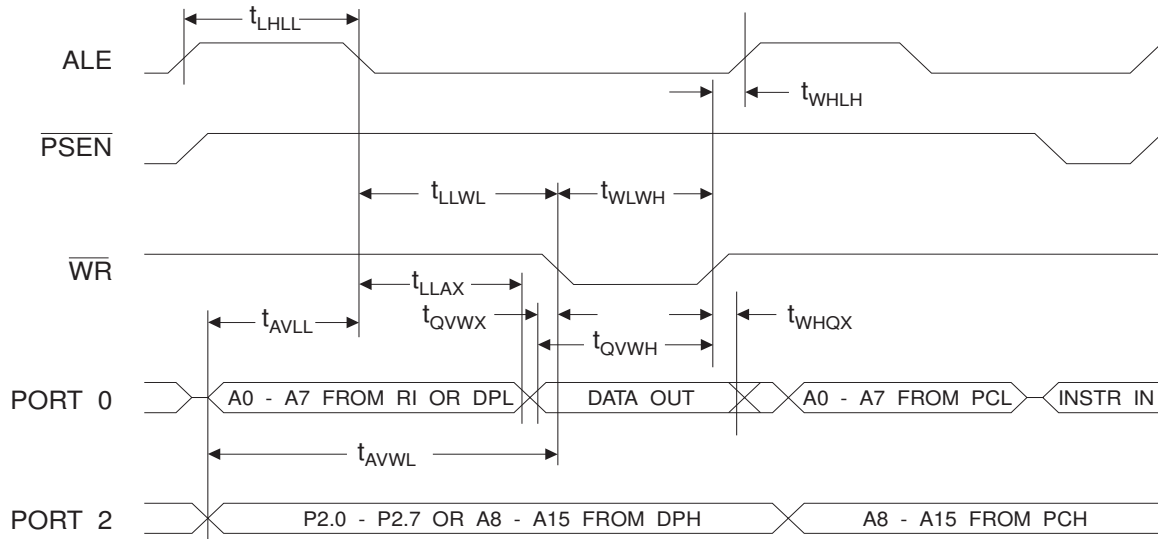 tLHLL
ALE
tWHLH
PSEN
tLLWL
tWLWH
WR
tLLAX
tQVWX
tWHQX
tAVLL
tQVWH
PORT 0
A0 - A7 FROM RI OR DPL
DATA OUT
A0 - A7 FROM PCL
INSTR IN
tAVWL
PORT 2
P2.0 - P2.7 OR A8 - A15 FROM DPH
A8 - A15 FROM PCH